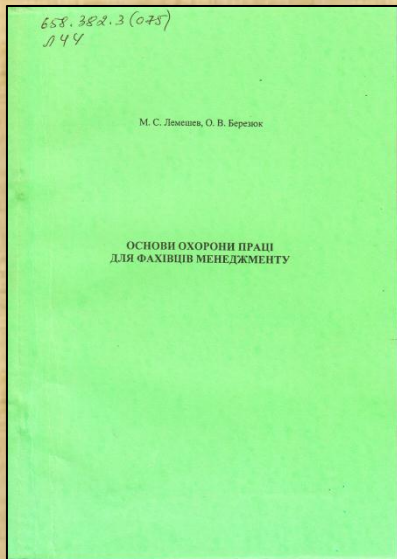 658.382.3(075)
Л44
М. С. Лемешев, О. В. Березюк
ОСНОВИ ОХОРОНИ ПРАЦІ
ДЛЯ ФАХІВЦІВ МЕНЕДЖМЕНТУ